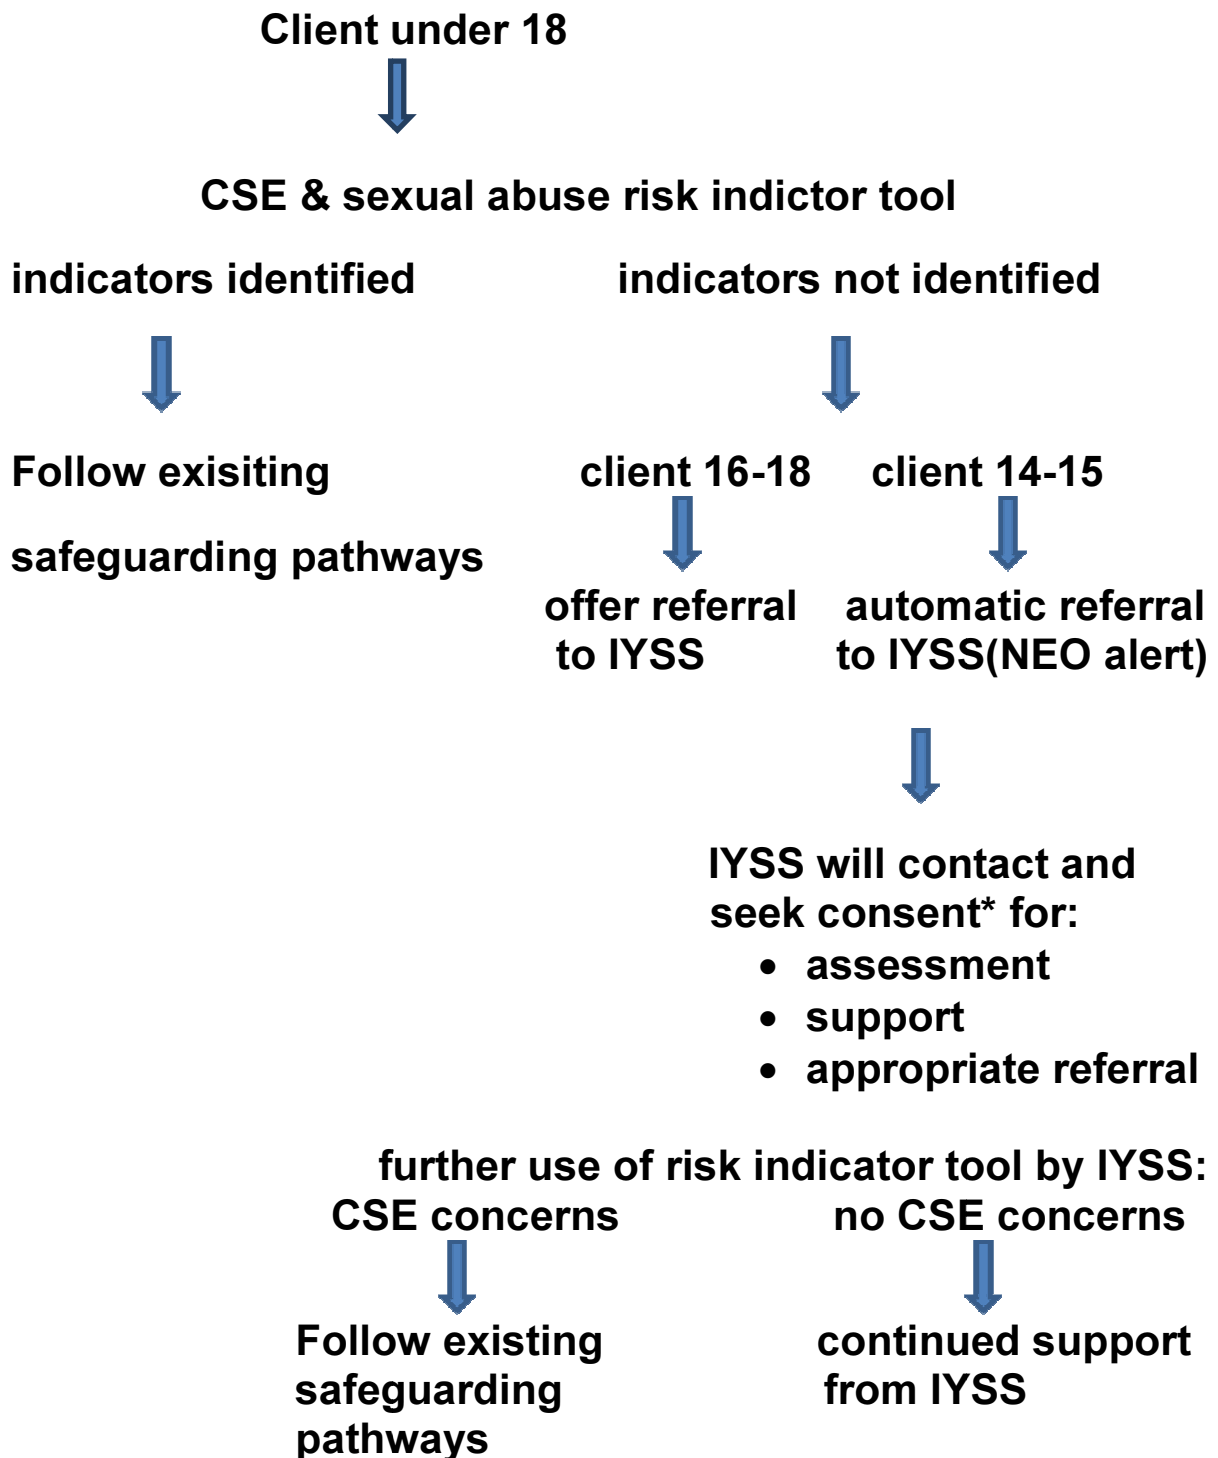 Client under 18
CSE & sexual abuse risk indictor tool
indicators identified
indicators not identified
Follow exisiting
safeguarding pathways
client 16-18
client 14-15
offer referral
to IYSS
automatic referral
to IYSS(NEO alert)
IYSS will contact and
seek consent* for:
• assessment
• support
• appropriate referral
further use of risk indicator tool by IYSS:
CSE concerns
no CSE concerns
Follow existing
safeguarding
pathways
continued support
from IYSS